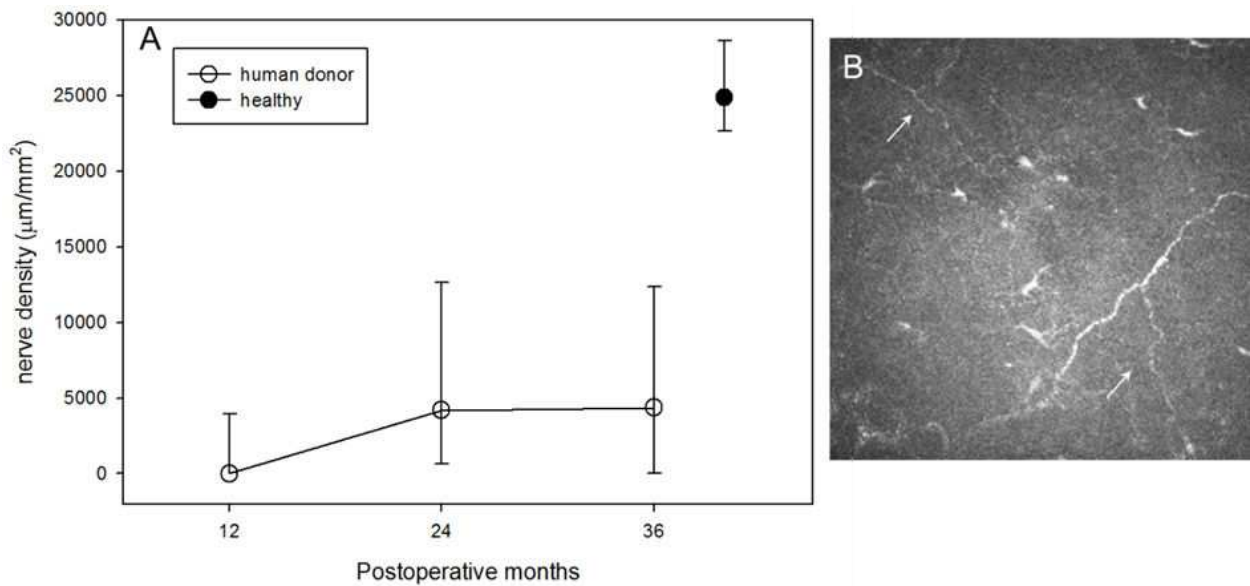 A
human donor
healthy
30000
25000
20000
15000
10000
5000
0
nerve density (μm/mm²)
12
24
36
Postoperative months
B